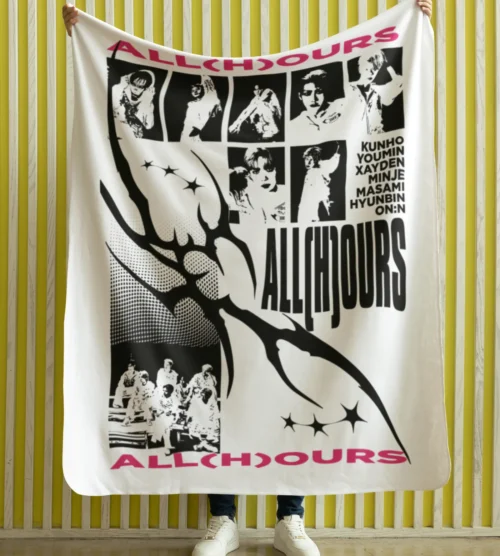 ALL(H)OURS
KUNHO
YOUMIN
XAYDEN
MINJE
MASAMI
HYUNBIN
ON:N
ALL(H)OURS
ALL(H)OURS